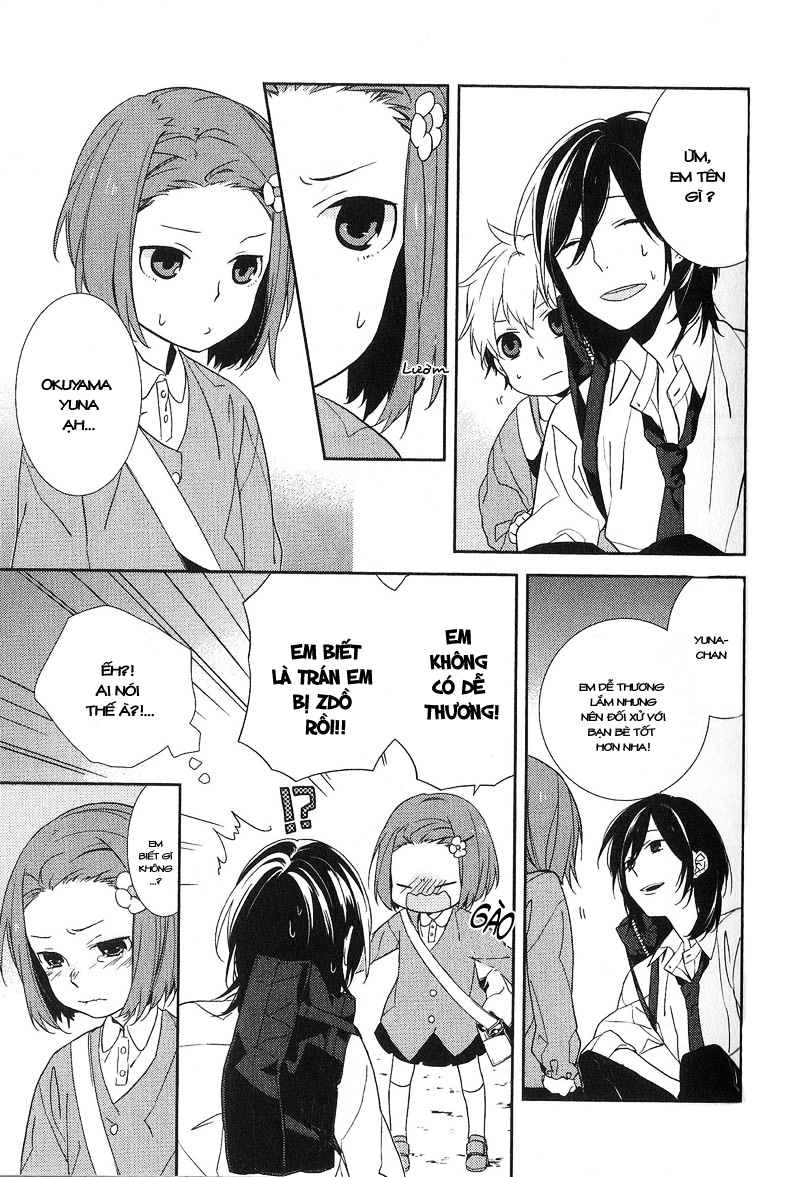 ỪM,
EM TÊN
GÌ ?
Lườm
OKUYAMA
YUNA
ẠH...
YUNA-
CHAN
EM DỄ THƯƠNG
LẮM NHƯNG
NÊN ĐỐI XỬ VỚI
BẠN BÈ TỐT
HƠN NHA!
EM
KHÔNG
CÓ DỄ
THƯƠNG!
EM BIẾT
LÀ TRÁN EM
BỊ ZDỒ
RỒI!!
GÀO
!?
ẾH?!
AI NÓI
THẾ À?!...
EM
BIẾT GÌ
KHÔNG
...?